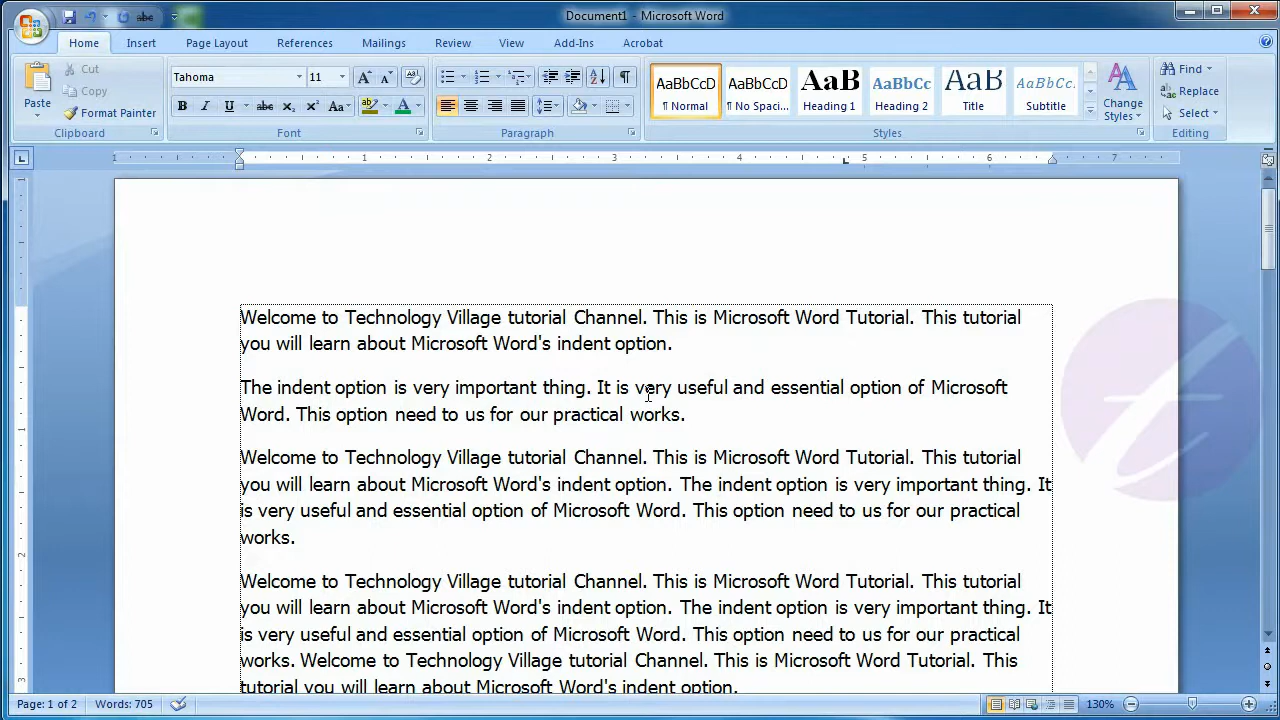 Document1 - Microsoft Word
Home Insert Page Layout References Mailings Review View Add-Ins Acrobat
Paste
Cut
Copy
Format Painter
Clipboard
Tahoma 11
Font
Paragraph
AaBbCcD AaBbCcD AaB AaBbCc AaB AaBbCc.
¶ Normal ¶ No Spaci... Heading 1 Heading 2 Title Subtitle
Change Styles
Styles
Find
Replace
Select
Editing
1 1 2 3 4 5 6 7
Welcome to Technology Village tutorial Channel. This is Microsoft Word Tutorial. This tutorial
you will learn about Microsoft Word's indent option.
The indent option is very important thing. It is very useful and essential option of Microsoft
Word. This option need to us for our practical works.
Welcome to Technology Village tutorial Channel. This is Microsoft Word Tutorial. This tutorial
you will learn about Microsoft Word's indent option. The indent option is very important thing. It
is very useful and essential option of Microsoft Word. This option need to us for our practical
works.
Welcome to Technology Village tutorial Channel. This is Microsoft Word Tutorial. This tutorial
you will learn about Microsoft Word's indent option. The indent option is very important thing. It
is very useful and essential option of Microsoft Word. This option need to us for our practical
works. Welcome to Technology Village tutorial Channel. This is Microsoft Word Tutorial. This
tutorial you will learn about Microsoft Word's indent option.
Page: 1 of 2 Words: 705 130%